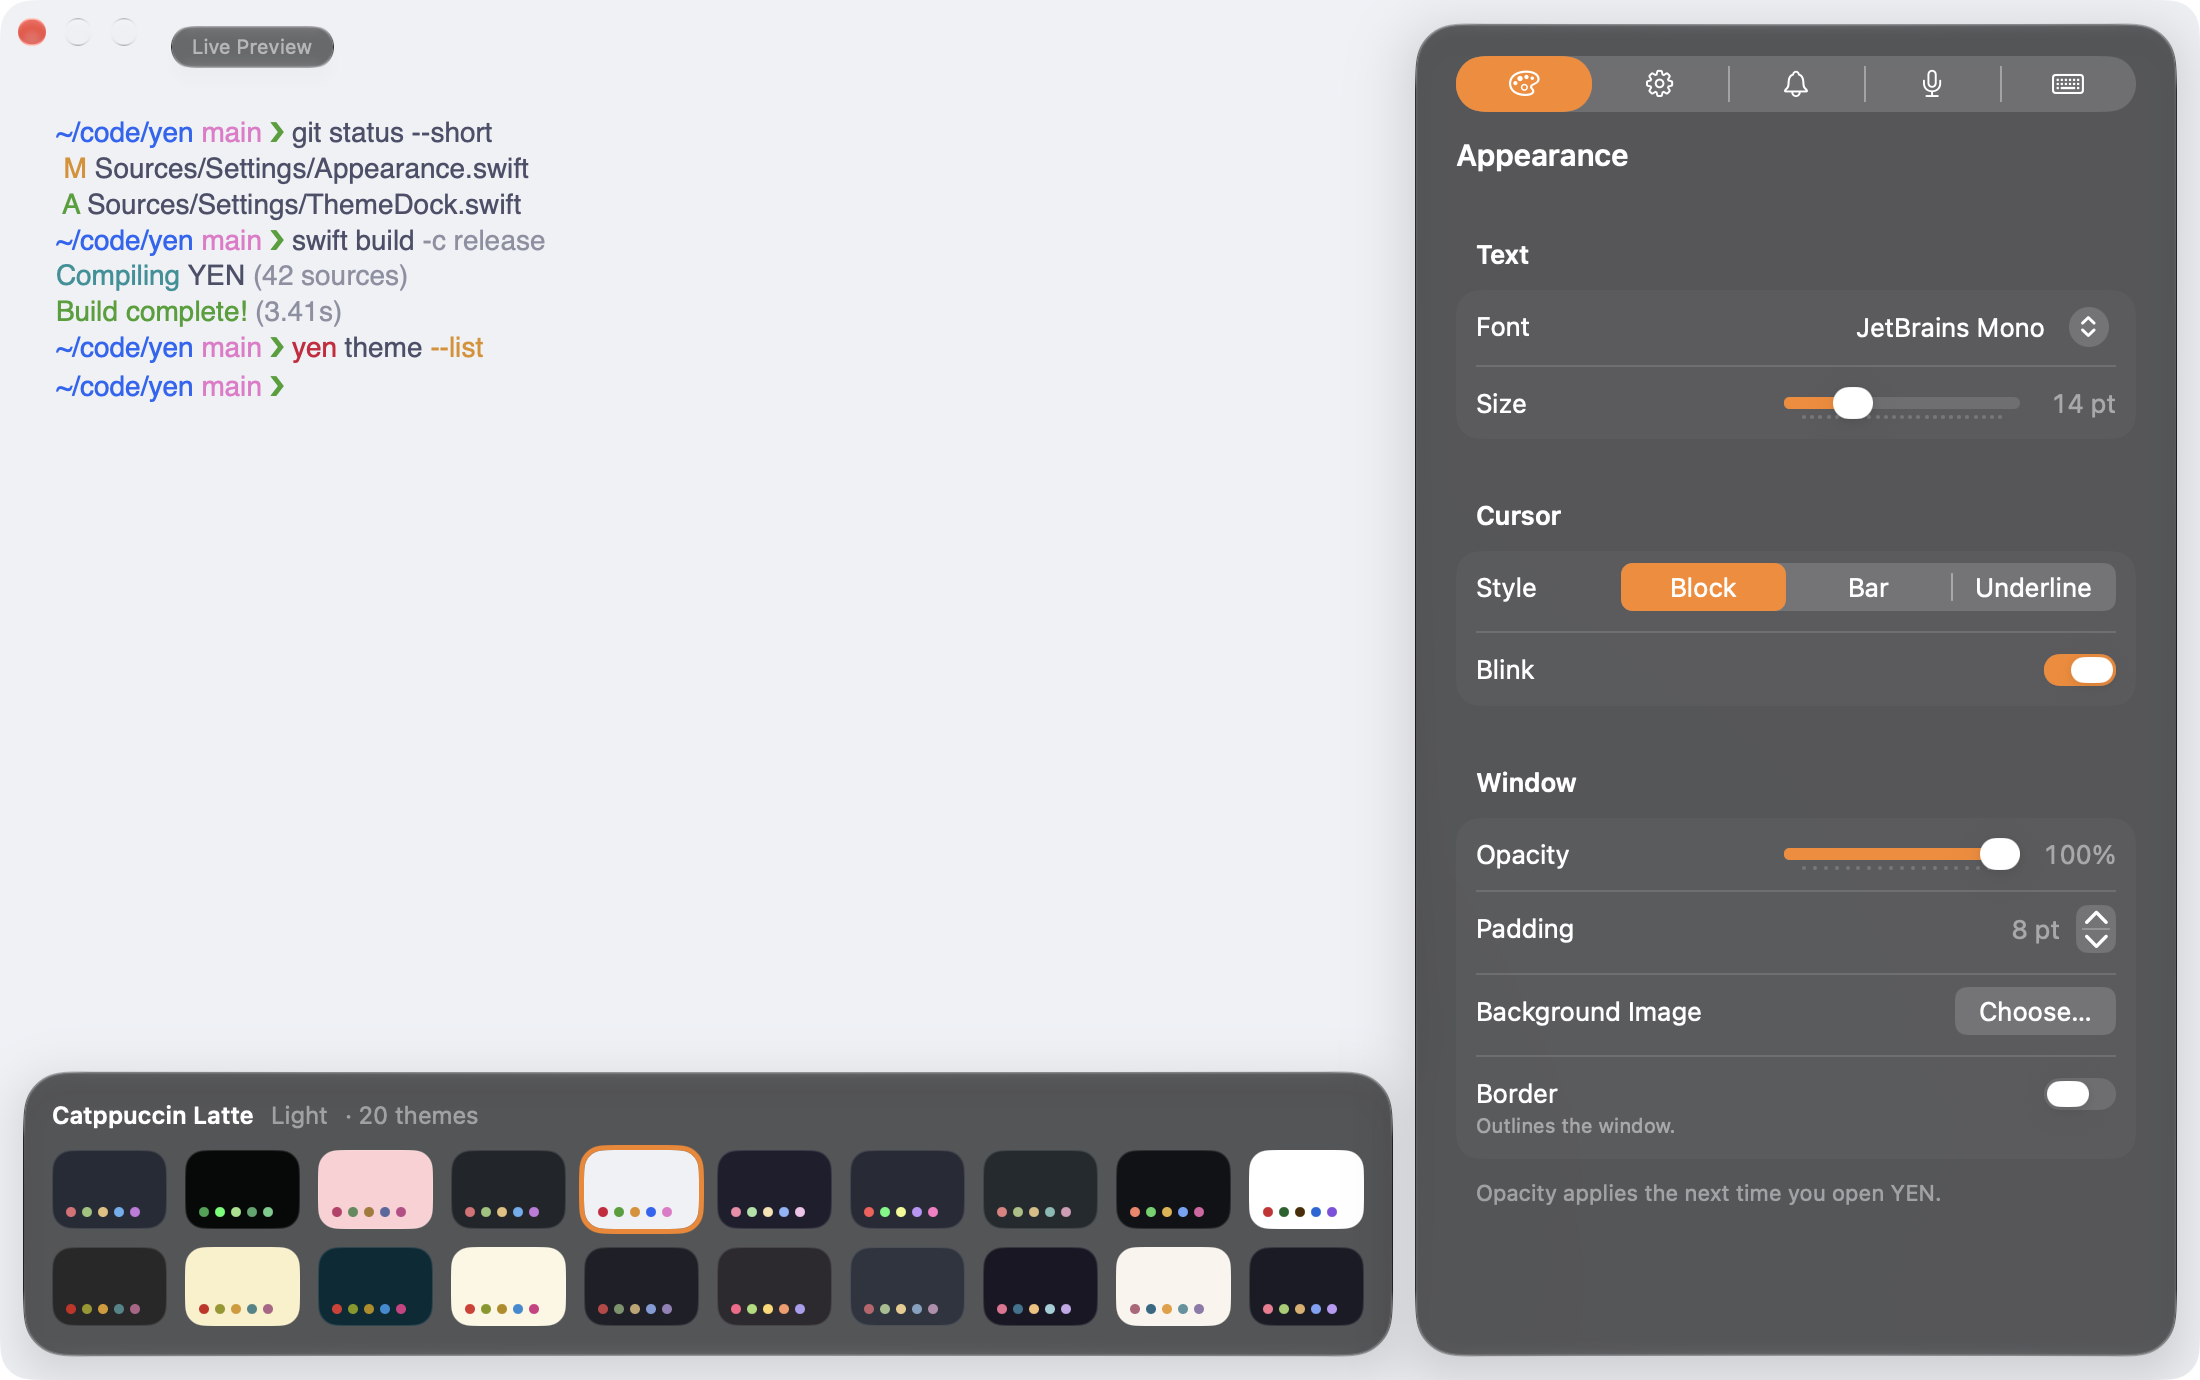 Live Preview
~/code/yen main ❯ git status --short
M Sources/Settings/Appearance.swift
A Sources/Settings/ThemeDock.swift
~/code/yen main ❯ swift build -c release
Compiling YEN (42 sources)
Build complete! (3.41s)
~/code/yen main ❯ yen theme --list
~/code/yen main ❯
Catppuccin Latte Light · 20 themes
Appearance
Text
Font JetBrains Mono
Size 14 pt
Cursor
Style Block Bar Underline
Blink
Window
Opacity 100%
Padding 8 pt
Background Image Choose...
Border
Outlines the window.
Opacity applies the next time you open YEN.